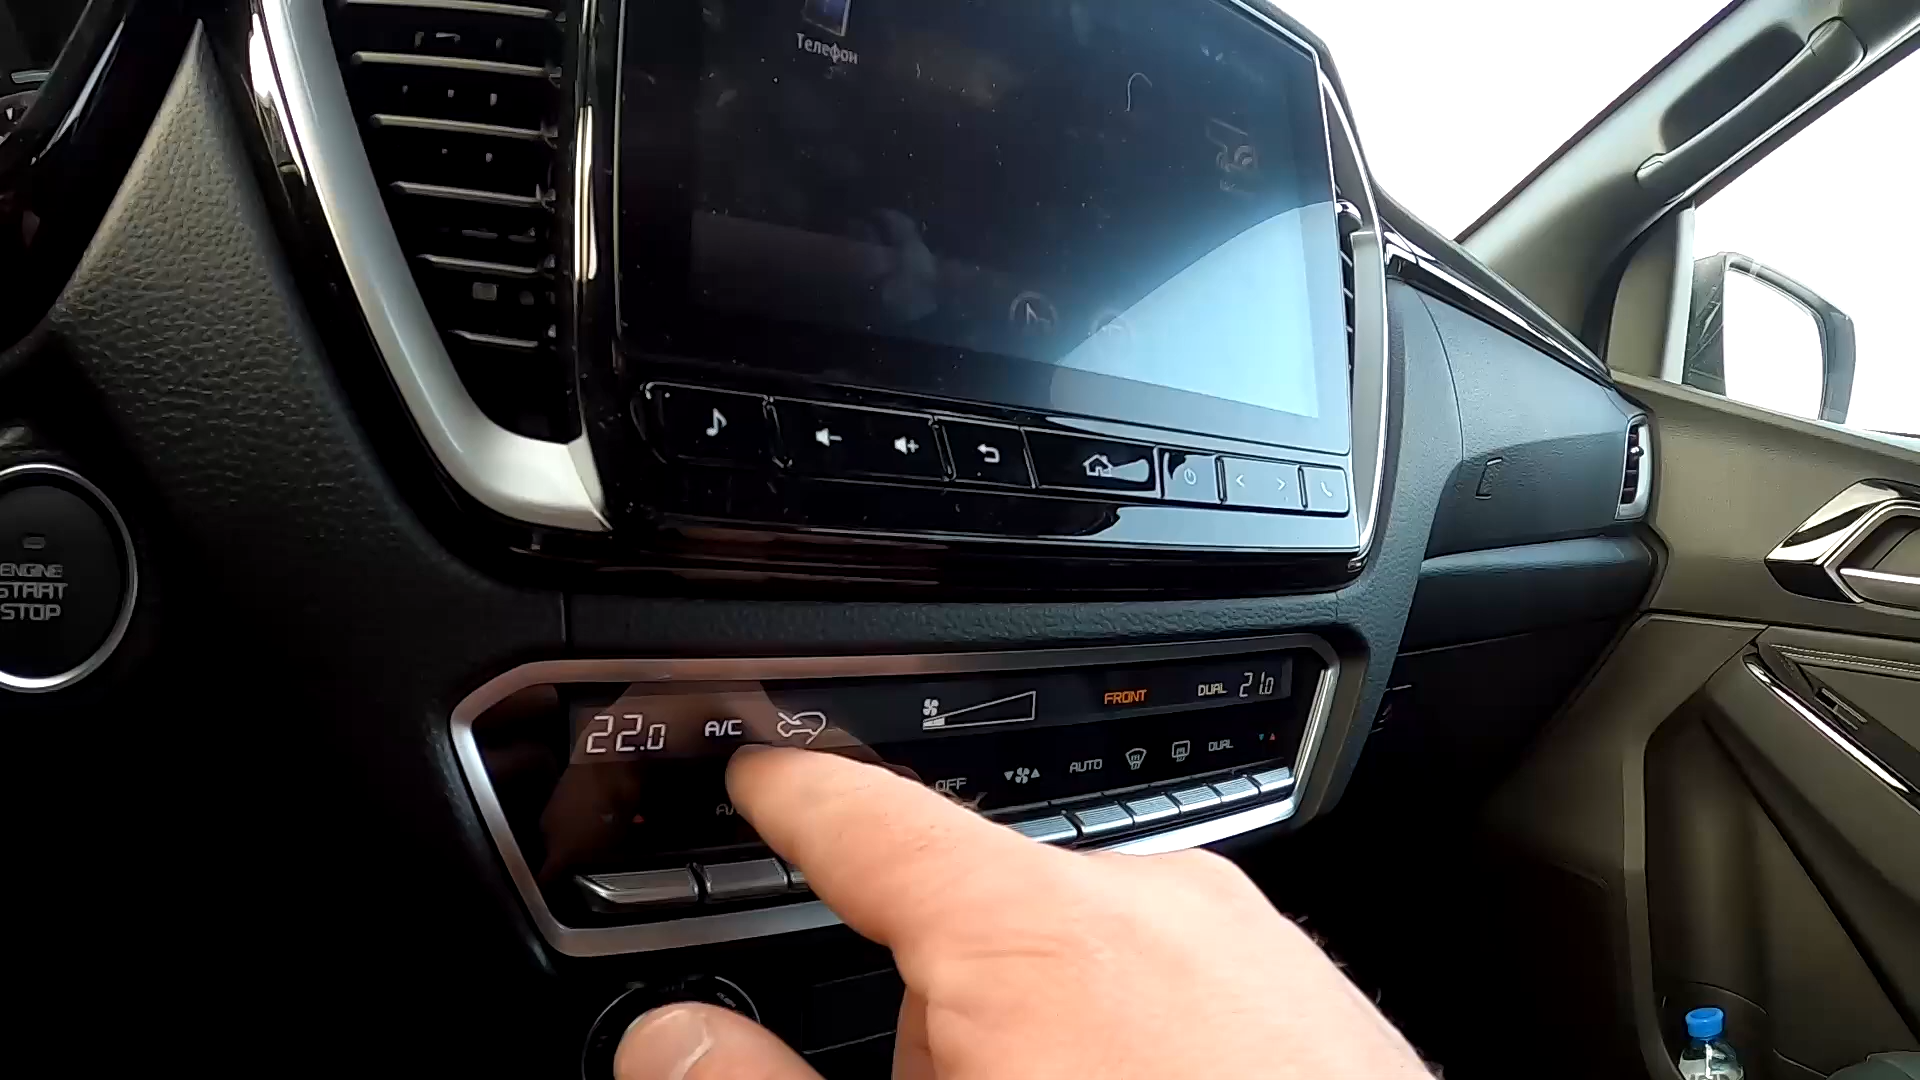 Телефон
ENGINE
START
STOP
22.0 A/C FRONT DUAL 21.0
OFF AUTO DUAL